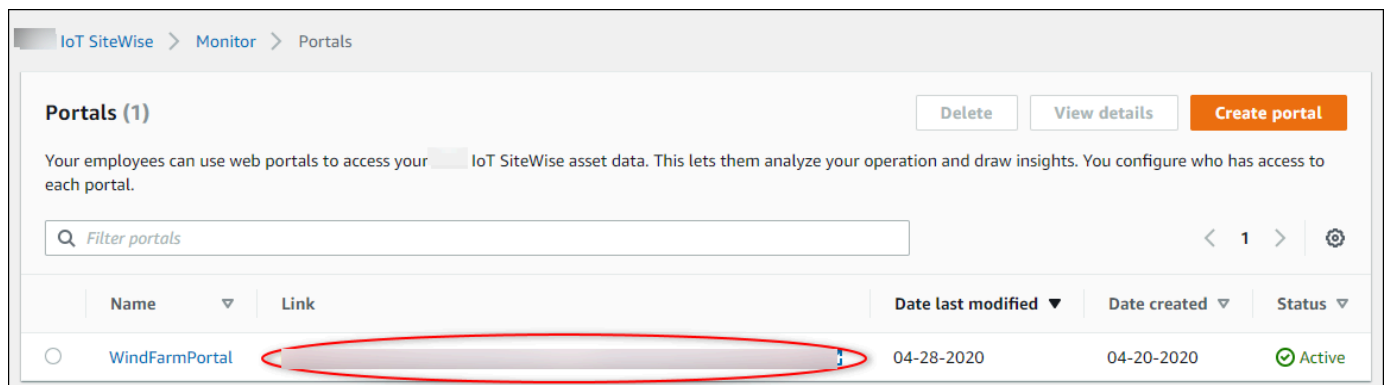 IoT SiteWise > Monitor > Portals
Portals (1) Delete View details Create portal
Your employees can use web portals to access your IoT SiteWise asset data. This lets them analyze your operation and draw insights. You configure who has access to
each portal.
Filter portals < 1 >
Name Link Date last modified Date created Status
WindFarmPortal 04-28-2020 04-20-2020 Active